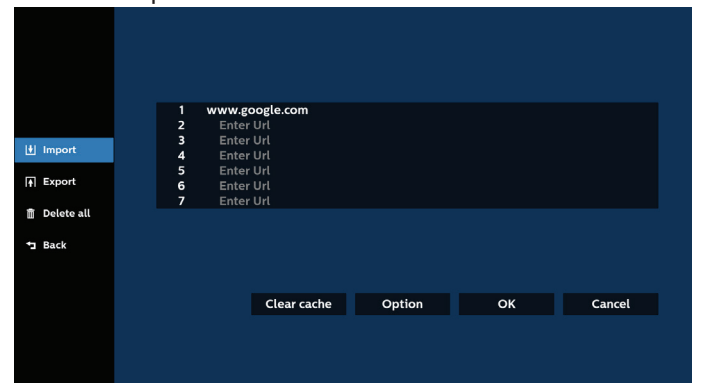 1 www.google.com
2 Enter Url
3 Enter Url
4 Enter Url
5 Enter Url
6 Enter Url
7 Enter Url
Import
Export
Delete all
Back
Clear cache Option OK Cancel